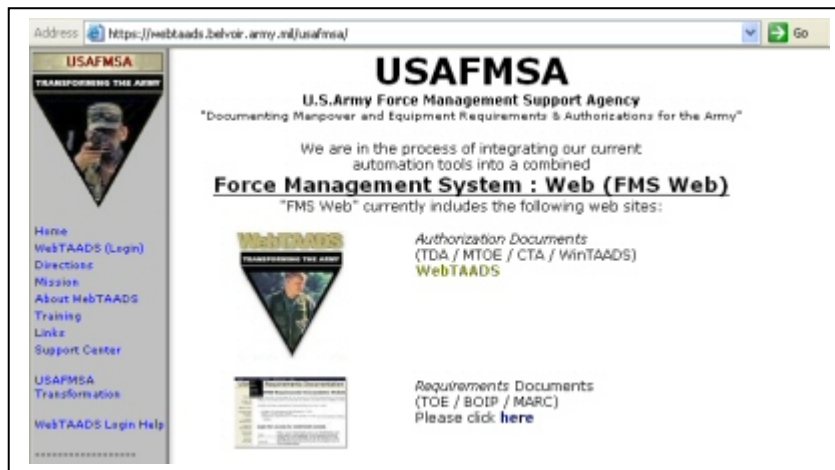 Address https://webtaads.belvoir.army.mil/usafmsa/ Go
USAFMSA
TRANSFORMING THE ARMY
Home
WebTAADS (Login)
Directions
Mission
About WebTAADS
Training
Links
Support Center
USAFMSA
Transformation
WebTAADS Login Help
------------------
USAFMSA
U.S.Army Force Management Support Agency
"Documenting Manpower and Equipment Requirements & Authorizations for the Army"
We are in the process of integrating our current
automation tools into a combined
Force Management System : Web (FMS Web)
"FMS Web" currently includes the following web sites:
WebTAADS
TRANSFORMING THE ARMY
Authorization Documents
(TDA / MTOE / CTA / WinTAADS)
WebTAADS
Requirements Documentation
Requirements Documents
(TOE / BOIP / MARC)
Please click here